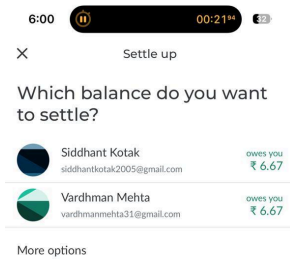 6:00
00:2194
32
Settle up
Which balance do you want
to settle?
Siddhant Kotak
owes you
siddhantkotak2005@gmail.com
₹ 6.67
Vardhman Mehta
owes you
vardhmanmehta31@gmail.com
₹ 6.67
More options